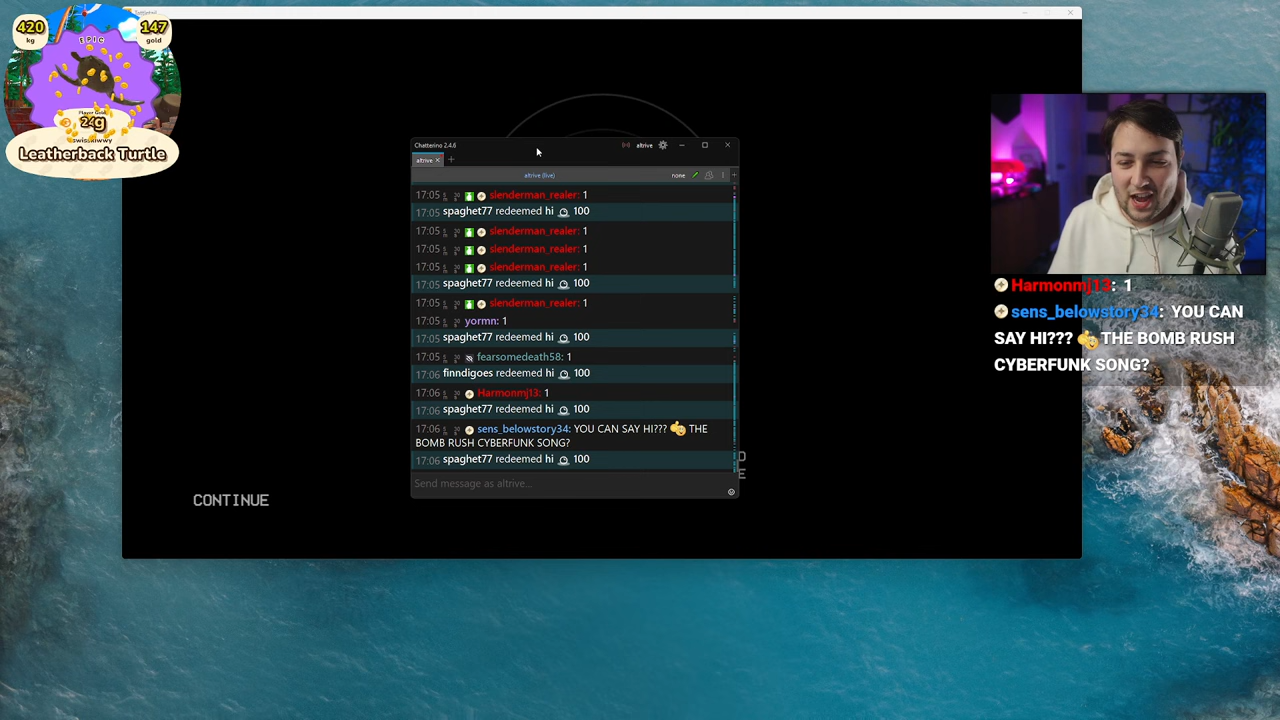 420
kg
147
gold
EPIC
24g
swisskiwwy
Leatherback Turtle
Chatterino 2.4.6
altrive
altrive
altrive (live)
none
17:05 slenderman_realer: 1
17:05 spaghet77 redeemed hi 100
17:05 slenderman_realer: 1
17:05 slenderman_realer: 1
17:05 slenderman_realer: 1
17:05 spaghet77 redeemed hi 100
17:05 slenderman_realer: 1
17:05 yormn: 1
17:05 spaghet77 redeemed hi 100
17:05 fearsomedeath58: 1
17:06 finndigoes redeemed hi 100
17:06 Harmonmj13: 1
17:06 spaghet77 redeemed hi 100
17:06 sens_belowstory34: YOU CAN SAY HI??? THE
BOMB RUSH CYBERFUNK SONG?
17:06 spaghet77 redeemed hi 100
Send message as altrive...
CONTINUE
D
E
Harmonmj13: 1
sens_belowstory34: YOU CAN
SAY HI??? THE BOMB RUSH
CYBERFUNK SONG?